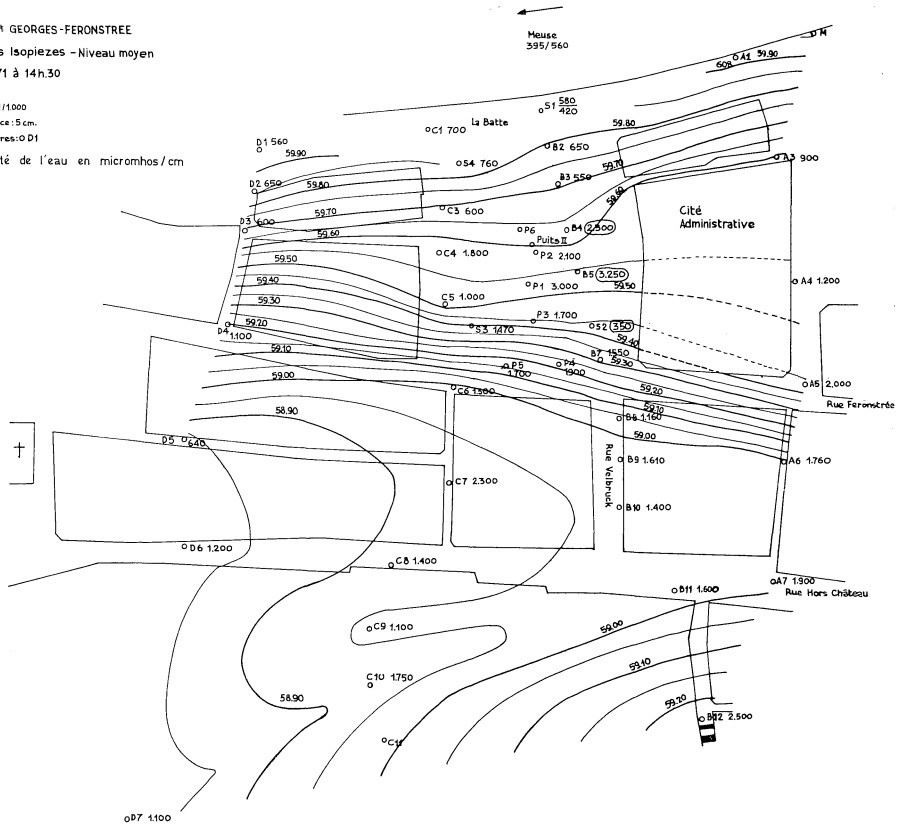 GEORGES-FERONSTREE
Isopiezes - Niveau moyen
à 14h.30
Meuse
395/560
1/1.000
5 cm.
o D1
de l'eau en micromhos/cm
M
A1 59.90
608
S1 580
420
La Batte
C1 700
59.80
D1 560
59.90
B2 650
S4 760
59.70
A3 900
B3 550
D2 650
59.80
59.60
C3 600
59.70
Cité
Administrative
D3 600
59.60
P6
B4 2.300
Puits II
C4 1.800
P2 2.100
59.50
B5 3.250
59.40
P1 3.000
59.50
A4 1.200
C5 1.000
59.30
P3 1.700
59.20
S3 1.470
S2 350
59.40
D4
1.100
59.10
B7 1550
59.30
P5
1.700
P4
1.900
59.00
C6 1.300
59.20
A5 2.000
Rue Feronstrée
58.90
59.10
B8 1.160
59.00
D5 640
Rue Velbruck
B9 1.610
A6 1.760
C7 2.300
B10 1.400
D6 1.200
C8 1.400
A7 1.900
B11 1.600
Rue Hors Château
C9 1.100
59.00
59.10
C10 1.750
58.90
59.20
B12 2.500
C11
D7 1.100